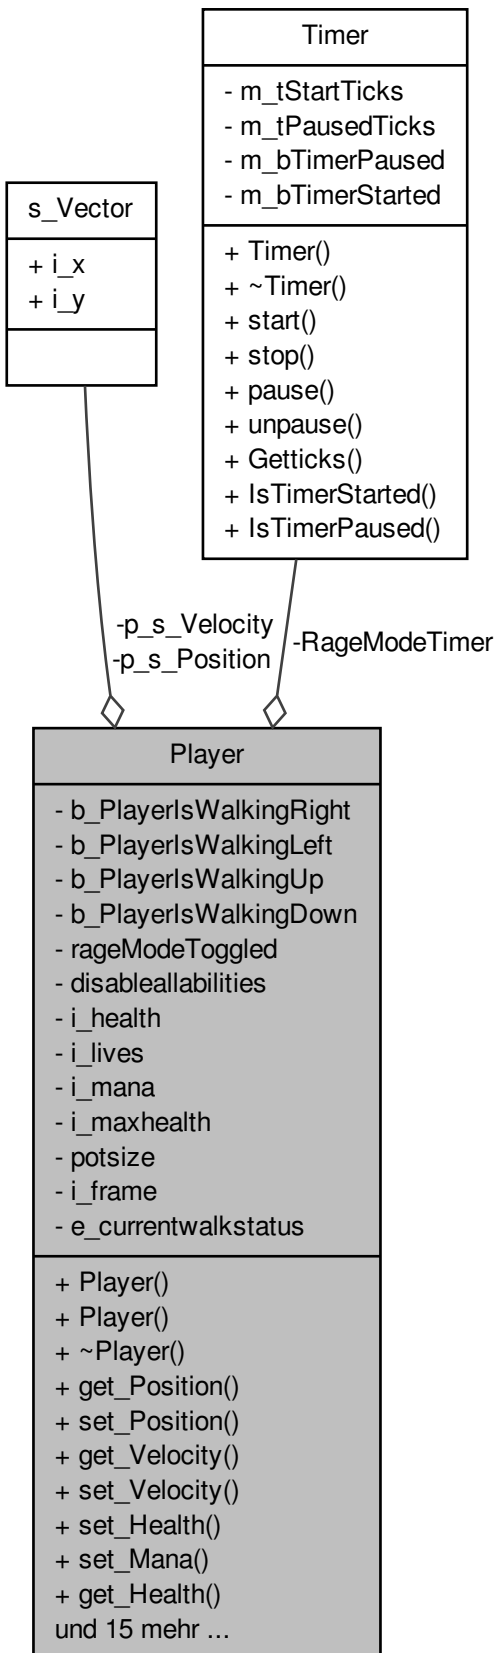 Timer
- m_tStartTicks
- m_tPausedTicks
- m_bTimerPaused
- m_bTimerStarted
+ Timer()
+ ~Timer()
+ start()
+ stop()
+ pause()
+ unpause()
+ Getticks()
+ IsTimerStarted()
+ IsTimerPaused()
s_Vector
+ i_x
+ i_y
-p_s_Velocity
-p_s_Position
-RageModeTimer
Player
- b_PlayerIsWalkingRight
- b_PlayerIsWalkingLeft
- b_PlayerIsWalkingUp
- b_PlayerIsWalkingDown
- rageModeToggled
- disableallabilities
- i_health
- i_lives
- i_mana
- i_maxhealth
- potsize
- i_frame
- e_currentwalkstatus
+ Player()
+ Player()
+ ~Player()
+ get_Position()
+ set_Position()
+ get_Velocity()
+ set_Velocity()
+ set_Health()
+ set_Mana()
+ get_Health()
und 15 mehr ...